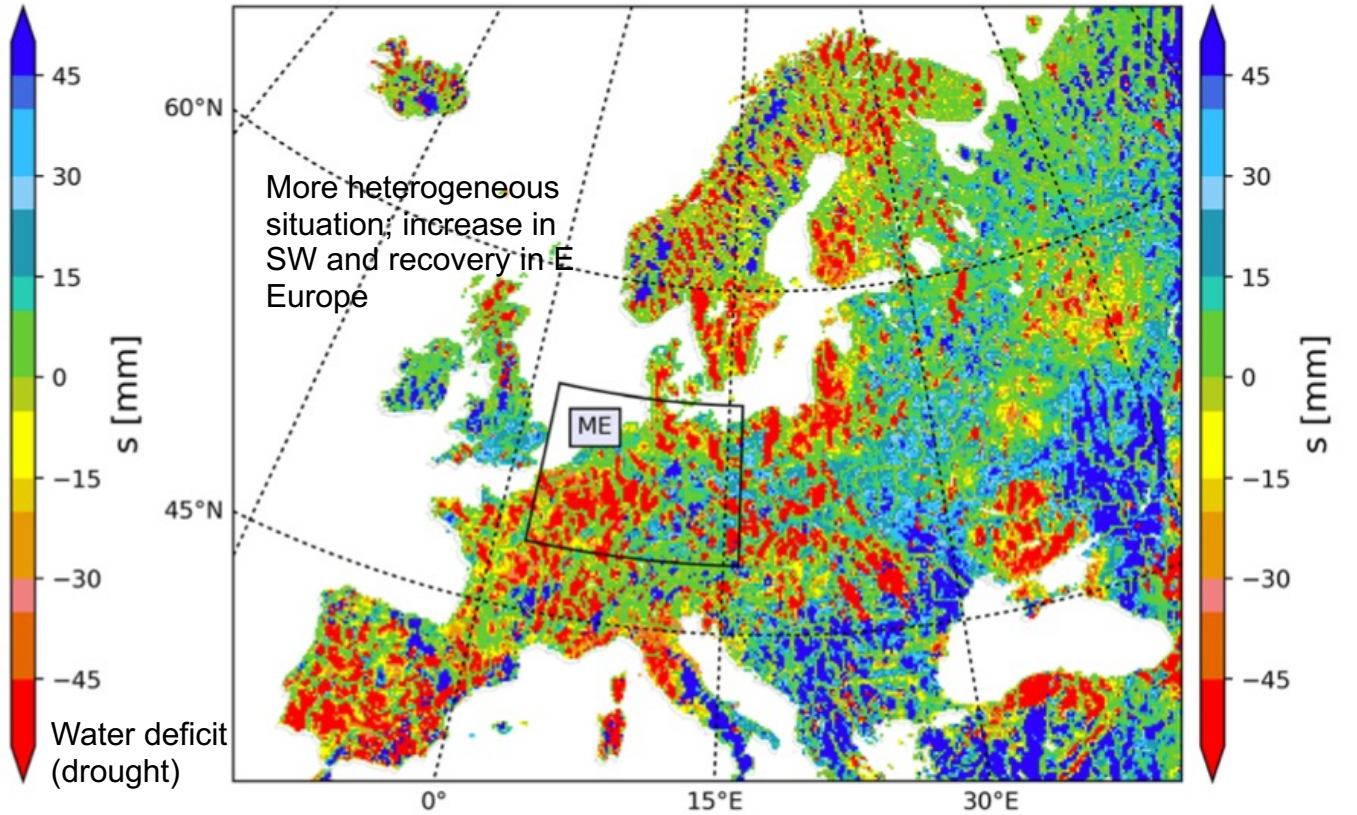 45
30
15
0
−15
−30
−45
s [mm]
Water deficit
(drought)
60°N
45°N
More heterogeneous
situation; increase in
SW and recovery in E
Europe
ME
0°
15°E
30°E
45
30
15
0
−15
−30
−45
s [mm]